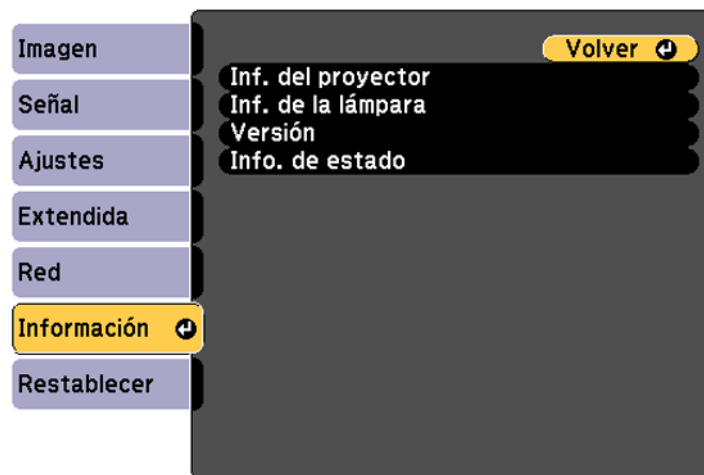 Imagen
Señal
Ajustes
Extendida
Red
Información
Restablecer
Volver
Inf. del proyector
Inf. de la lámpara
Versión
Info. de estado